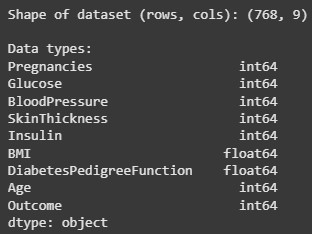 Shape of dataset (rows, cols): (768, 9)
Data types:
Pregnancies int64
Glucose int64
BloodPressure int64
SkinThickness int64
Insulin int64
BMI float64
DiabetesPedigreeFunction float64
Age int64
Outcome int64
dtype: object